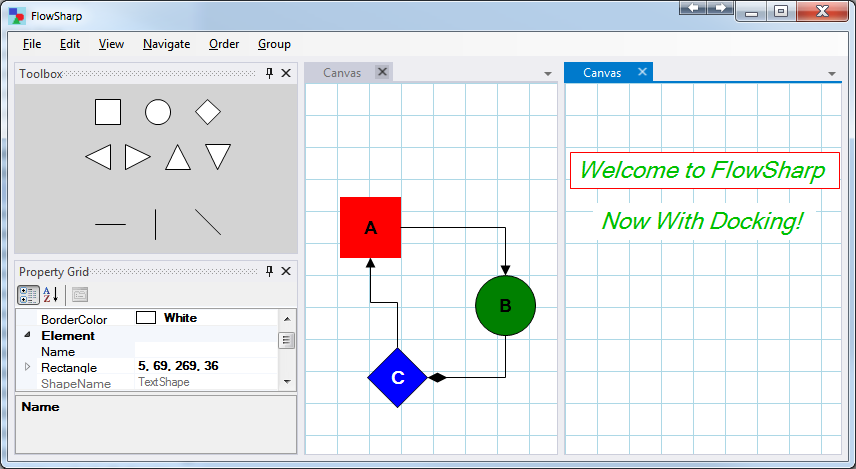 FlowSharp
File Edit View Navigate Order Group
Toolbox
Canvas
Canvas
A
B
C
Welcome to FlowSharp
Now With Docking!
Property Grid
BorderColor White
Element
Name
Rectangle 5, 69, 269, 36
ShapeName TextShape
Name